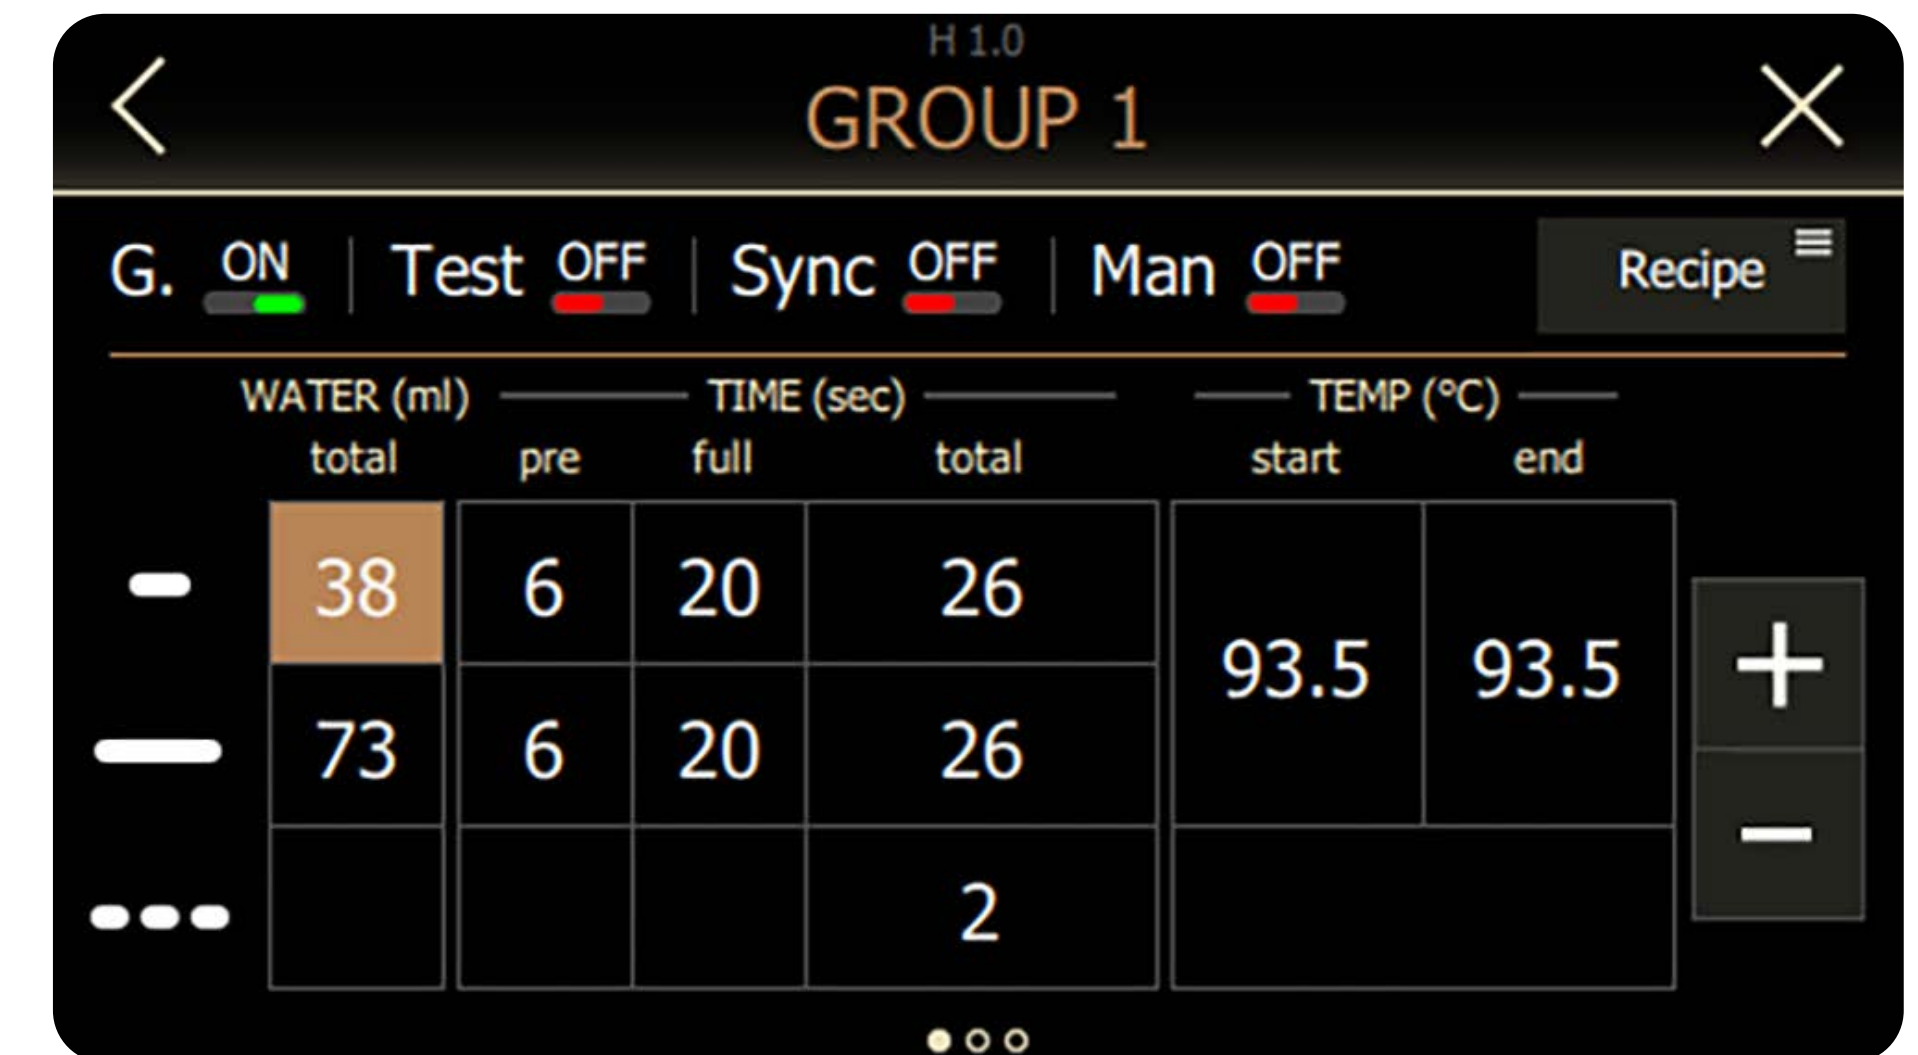 H 1.0
GROUP 1
G. ON Test OFF Sync OFF Man OFF Recipe
WATER (ml) TIME (sec) TEMP (°C)
total pre full total start end
38 6 20 26
93.5 93.5
73 6 20 26
2